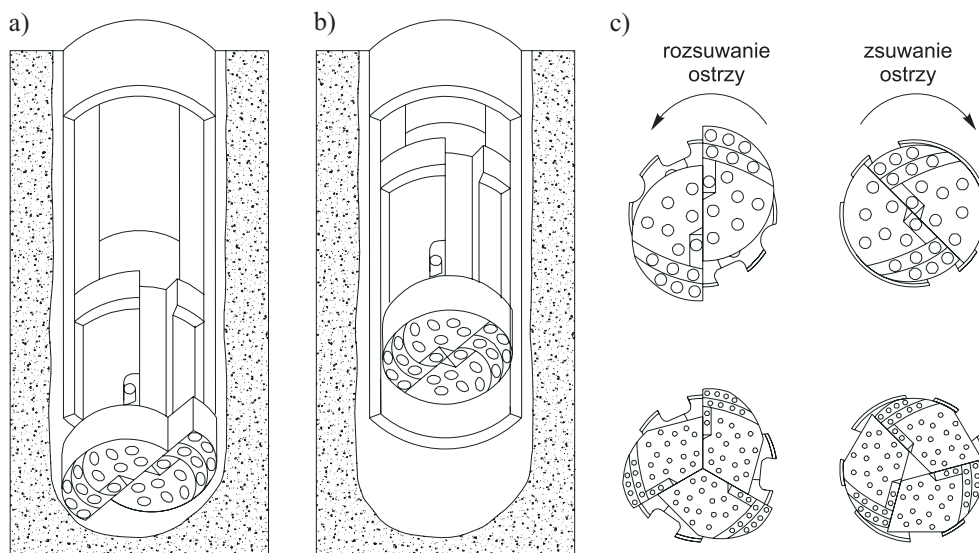 a)
b)
c)
rozsuwanie
ostrzy
zsuwanie
ostrzy